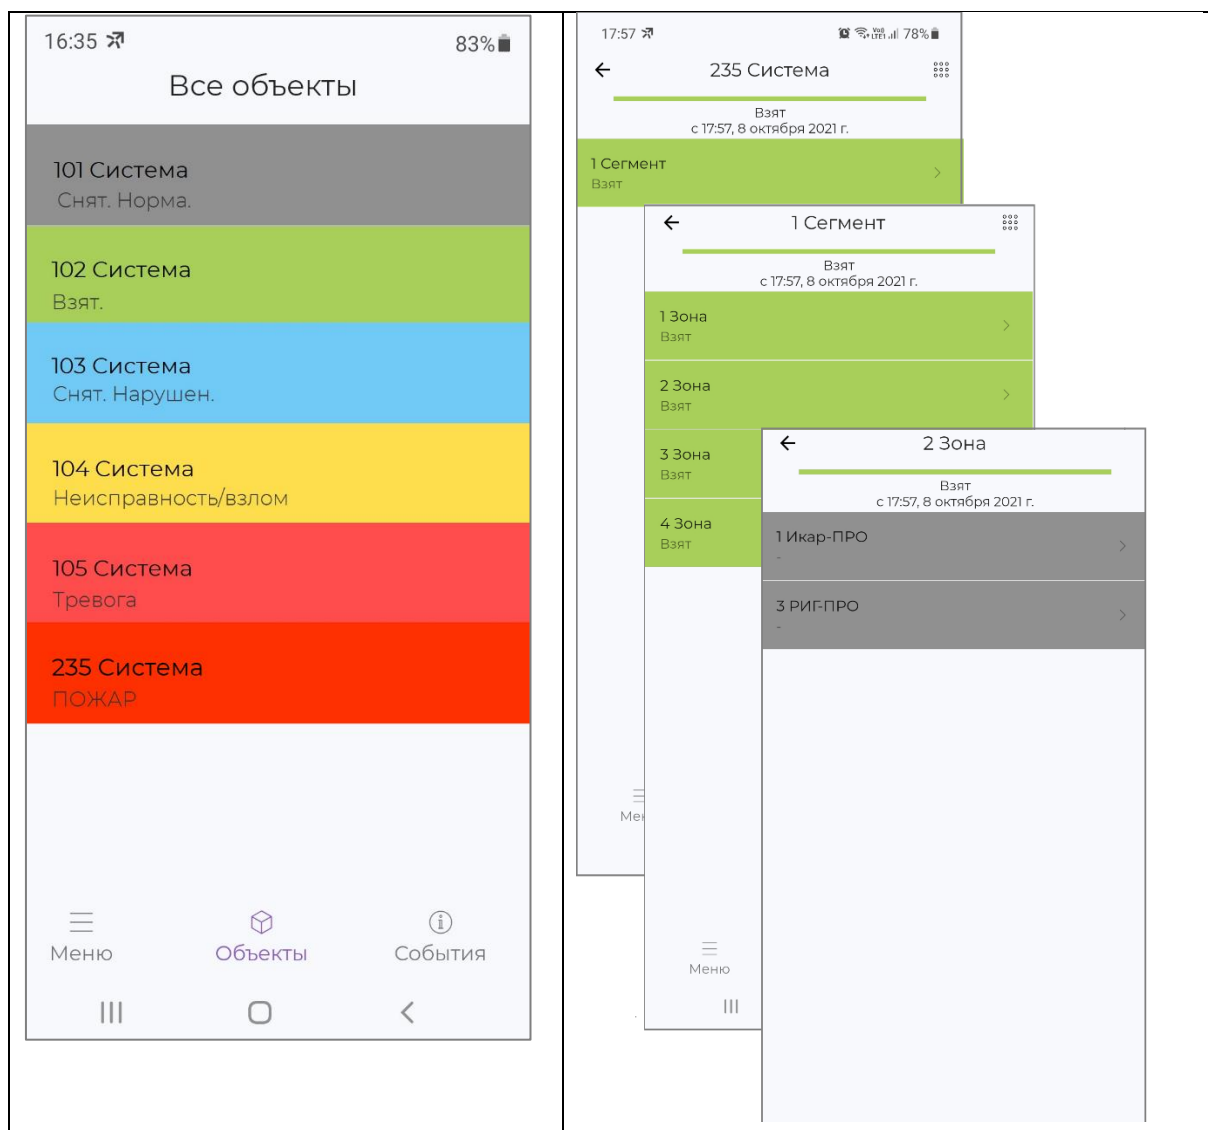 16:35 83%
Все объекты
101 Система
Снят. Норма.
102 Система
Взят.
103 Система
Снят. Нарушен.
104 Система
Неисправность/взлом
105 Система
Тревога
235 Система
ПОЖАР
Меню Объекты События
17:57 78%
235 Система
Взят
с 17:57, 8 октября 2021 г.
1 Сегмент
Взят
1 Сегмент
Взят
с 17:57, 8 октября 2021 г.
1 Зона
Взят
2 Зона
Взят
3 Зона
Взят
4 Зона
Взят
Меню
2 Зона
Взят
с 17:57, 8 октября 2021 г.
1 Икар-ПРО
-
3 РИГ-ПРО
-